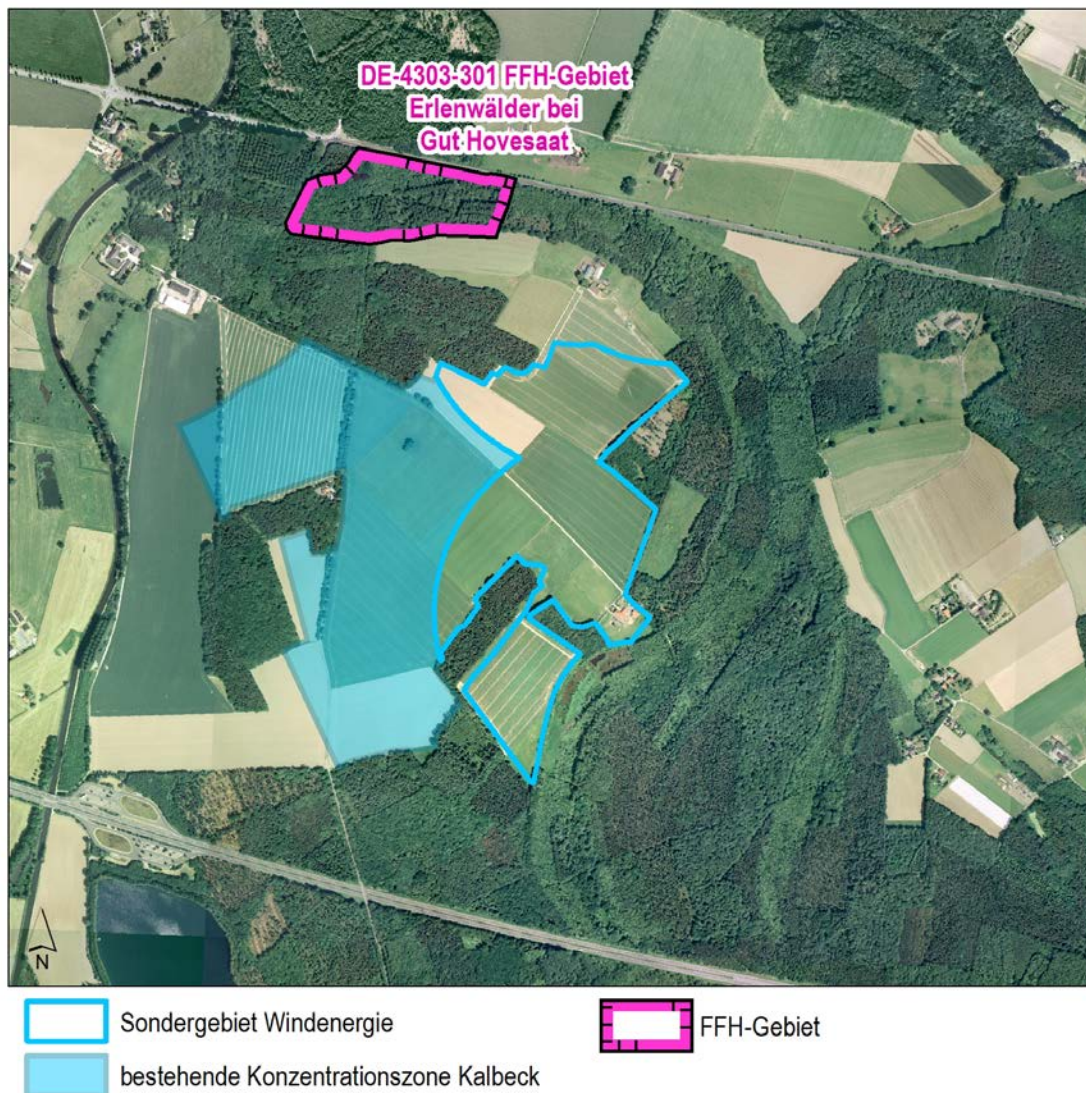 DE-4303-301 FFH-Gebiet
Erlenwälder bei
Gut Hovesaat
N
Sondergebiet Windenergie
FFH-Gebiet
bestehende Konzentrationszone Kalbeck